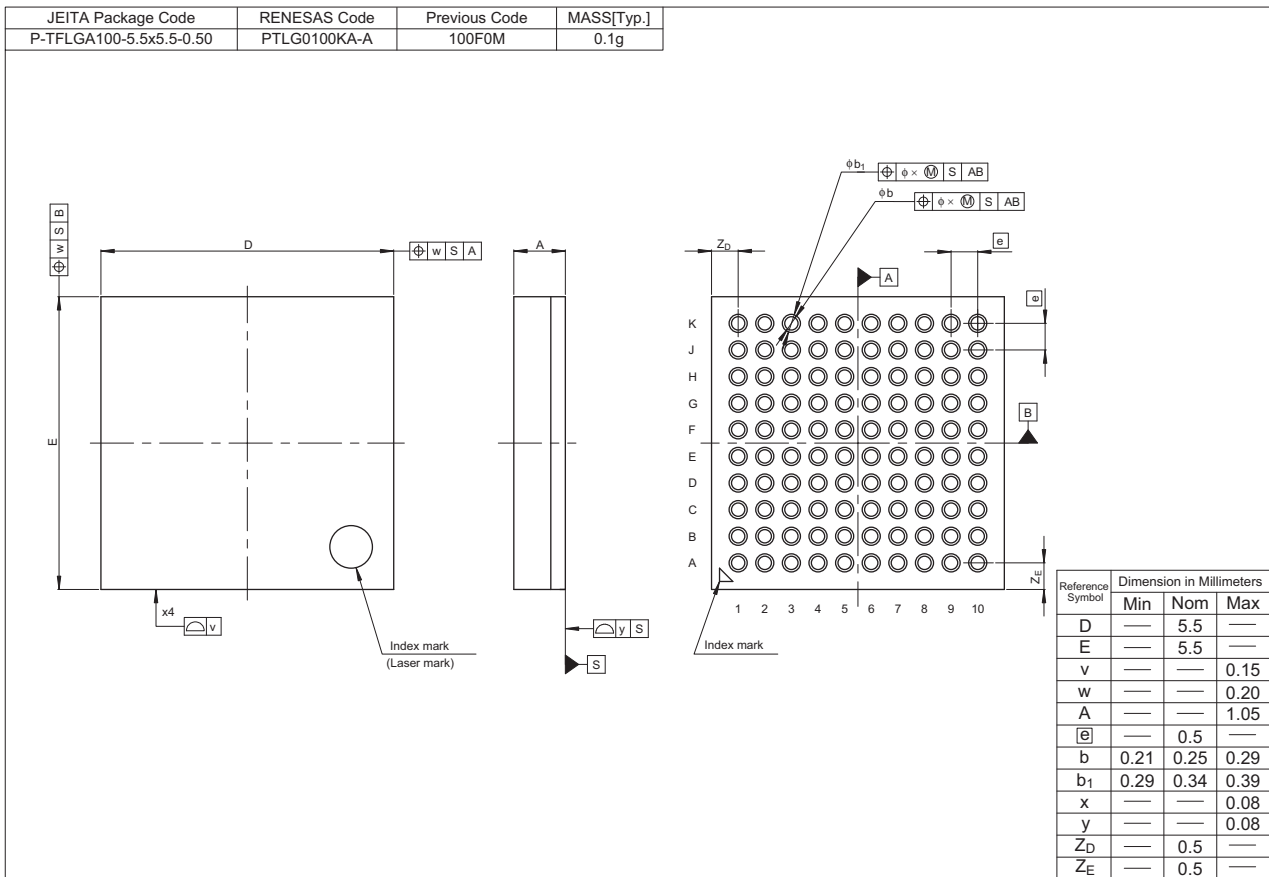 JEITA Package Code RENESAS Code Previous Code MASS[Typ.]
P-TFLGA100-5.5x5.5-0.50 PTLG0100KA-A 100F0M 0.1g
ϕb₁ ⌖ ϕ × Ⓜ S AB
ϕb ⌖ ϕ × Ⓜ S AB
⌖ w S B
D
⌖ w S A
A
Z_D
e
A
e
B
E
K
J
H
G
F
E
D
C
B
A
Z_E
1 2 3 4 5 6 7 8 9 10
x4
⌓ v
Index mark
(Laser mark)
⌓ y S
S
Index mark
Reference Symbol Dimension in Millimeters
Min Nom Max
D — 5.5 —
E — 5.5 —
v — — 0.15
w — — 0.20
A — — 1.05
e — 0.5 —
b 0.21 0.25 0.29
b₁ 0.29 0.34 0.39
x — — 0.08
y — — 0.08
Z_D — 0.5 —
Z_E — 0.5 —